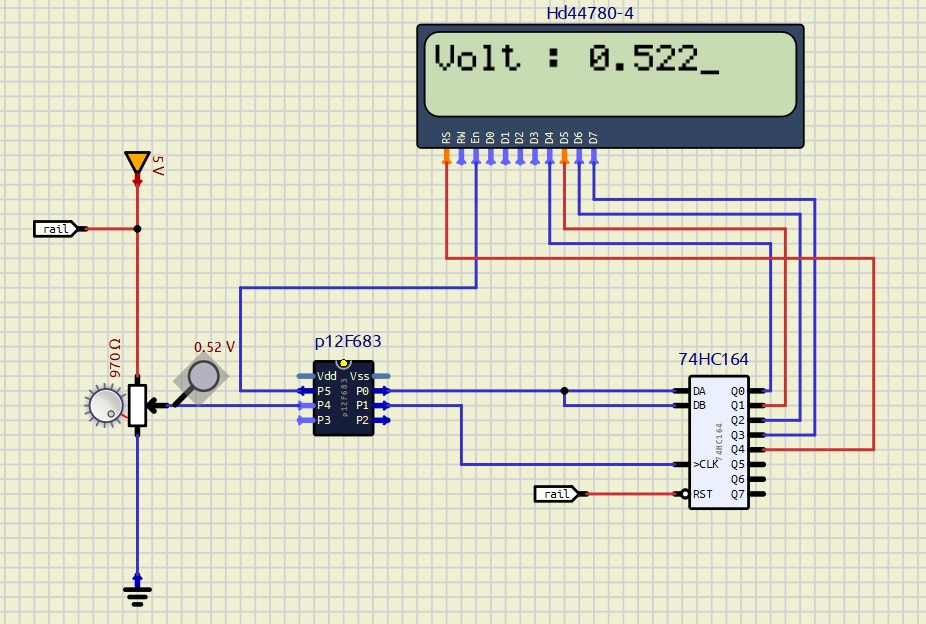 Hd44780-4
Volt : 0.522_
RS RW En D0 D1 D2 D3 D4 D5 D6 D7
5 V
rail
970 Ω
0.52 V
p12F683
Vdd Vss
P5 P0
P4 P1
P3 P2
p12F683
74HC164
DA Q0
DB Q1
Q2
Q3
Q4
>CLK Q5
Q6
RST Q7
74HC164
rail